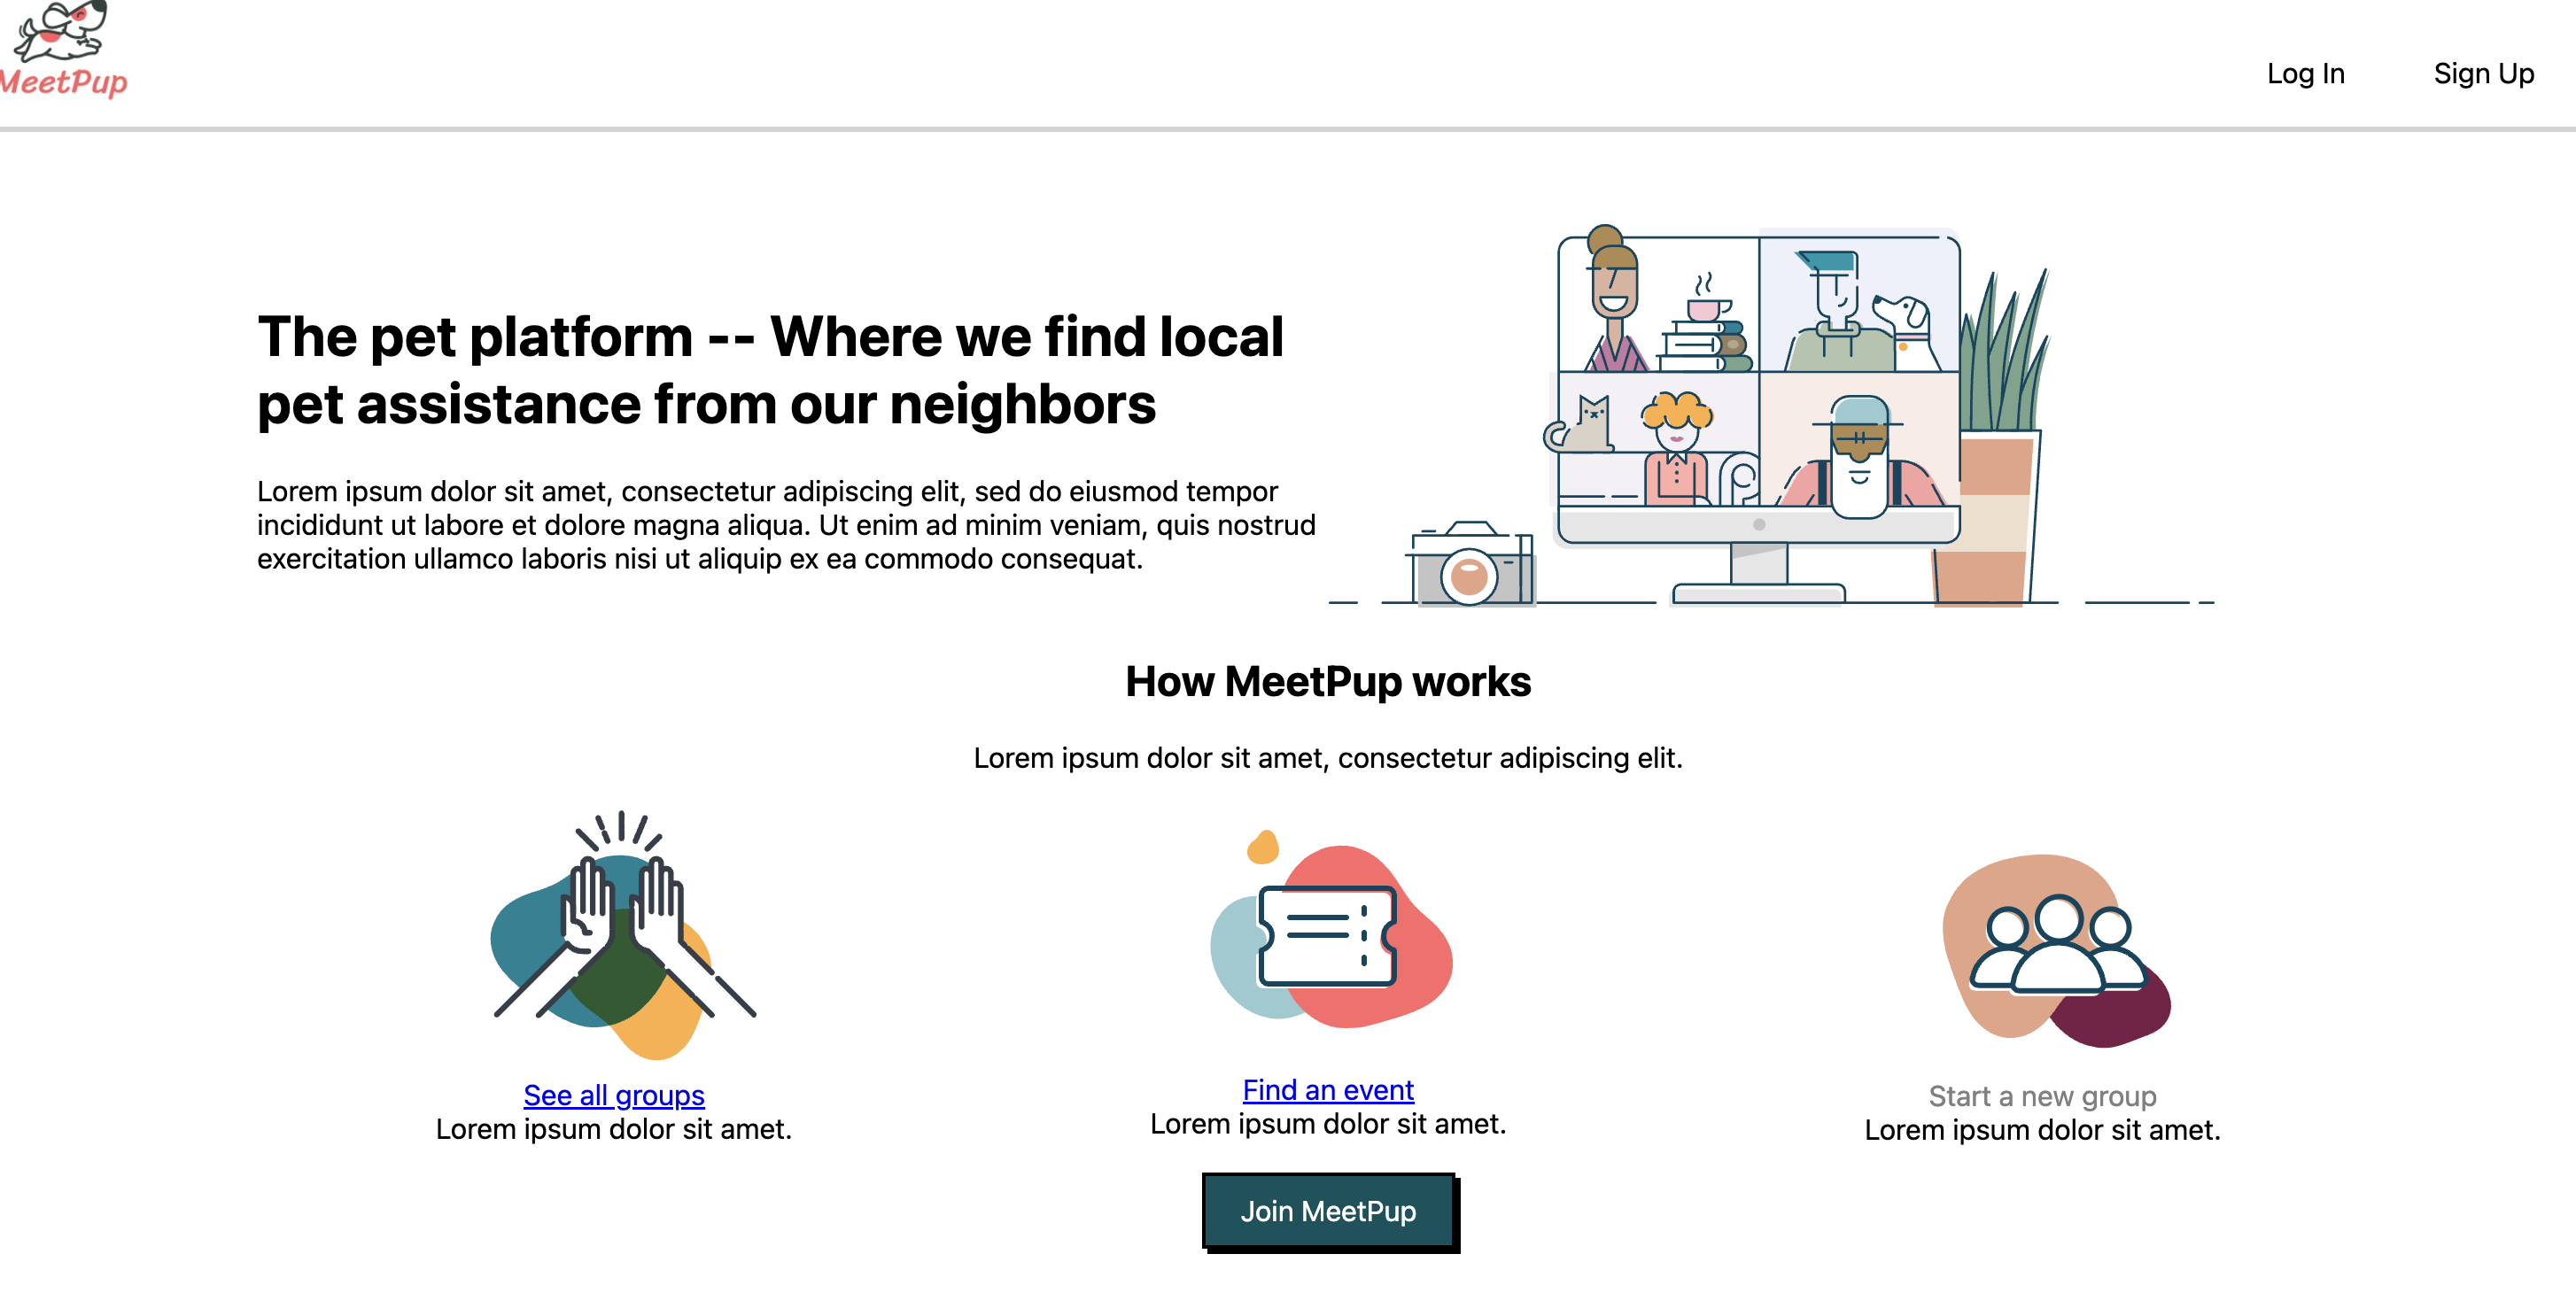 MeetPup
Log In
Sign Up
The pet platform -- Where we find local
pet assistance from our neighbors
Lorem ipsum dolor sit amet, consectetur adipiscing elit, sed do eiusmod tempor
incididunt ut labore et dolore magna aliqua. Ut enim ad minim veniam, quis nostrud
exercitation ullamco laboris nisi ut aliquip ex ea commodo consequat.
How MeetPup works
Lorem ipsum dolor sit amet, consectetur adipiscing elit.
See all groups
Lorem ipsum dolor sit amet.
Find an event
Lorem ipsum dolor sit amet.
Start a new group
Lorem ipsum dolor sit amet.
Join MeetPup